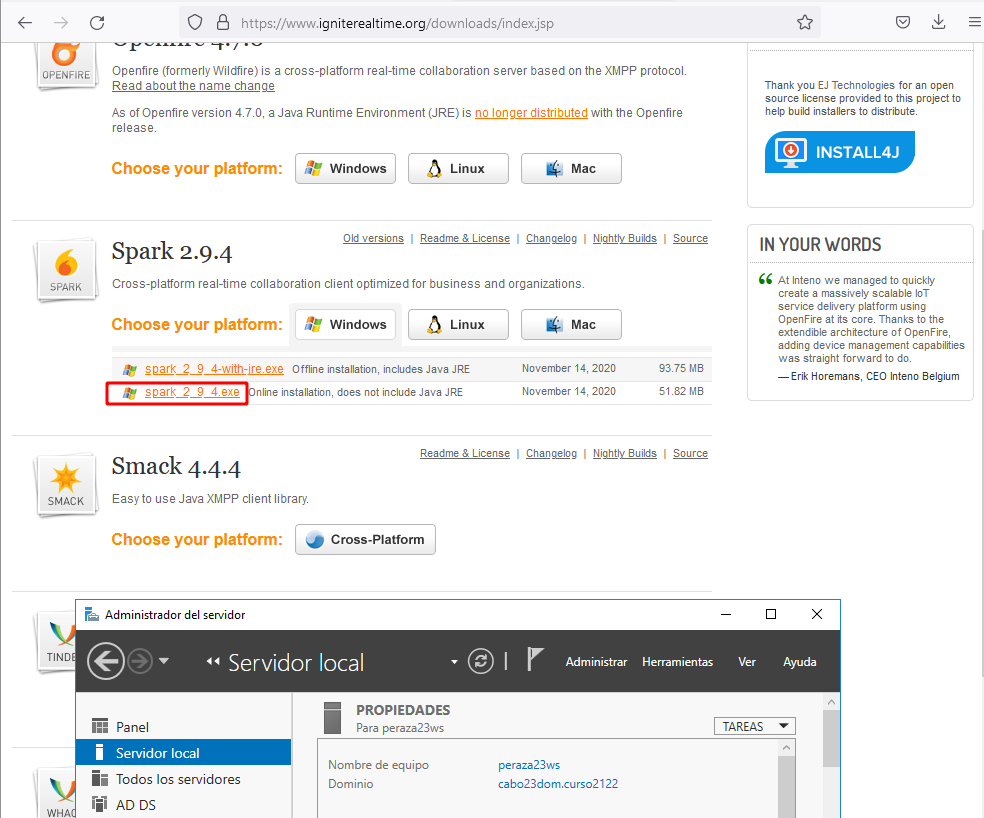 https://www.igniterealtime.org/downloads/index.jsp
OPENFIRE
Openfire (formerly Wildfire) is a cross-platform real-time collaboration server based on the XMPP protocol.
Read about the name change
As of Openfire version 4.7.0, a Java Runtime Environment (JRE) is no longer distributed with the Openfire
release.
Choose your platform:
Windows
Linux
Mac
Thank you EJ Technologies for an open
source license provided to this project to
help build installers to distribute.
INSTALL4J
SPARK
Spark 2.9.4
Old versions | Readme & License | Changelog | Nightly Builds | Source
Cross-platform real-time collaboration client optimized for business and organizations.
Choose your platform:
Windows
Linux
Mac
spark_2_9_4-with-jre.exe Offline installation, includes Java JRE November 14, 2020 93.75 MB
spark_2_9_4.exe Online installation, does not include Java JRE November 14, 2020 51.82 MB
IN YOUR WORDS
“ At Inteno we managed to quickly
create a massively scalable IoT
service delivery platform using
OpenFire at its core. Thanks to the
extendible architecture of OpenFire,
adding device management capabilities
was straight forward to do.
— Erik Horemans, CEO Inteno Belgium
SMACK
Smack 4.4.4
Readme & License | Changelog | Nightly Builds | Source
Easy to use Java XMPP client library.
Choose your platform:
Cross-Platform
TINDE
WHAC
Administrador del servidor
Servidor local
Administrar Herramientas Ver Ayuda
Panel
Servidor local
Todos los servidores
AD DS
PROPIEDADES
Para peraza23ws
TAREAS
Nombre de equipo peraza23ws
Dominio cabo23dom.curso2122